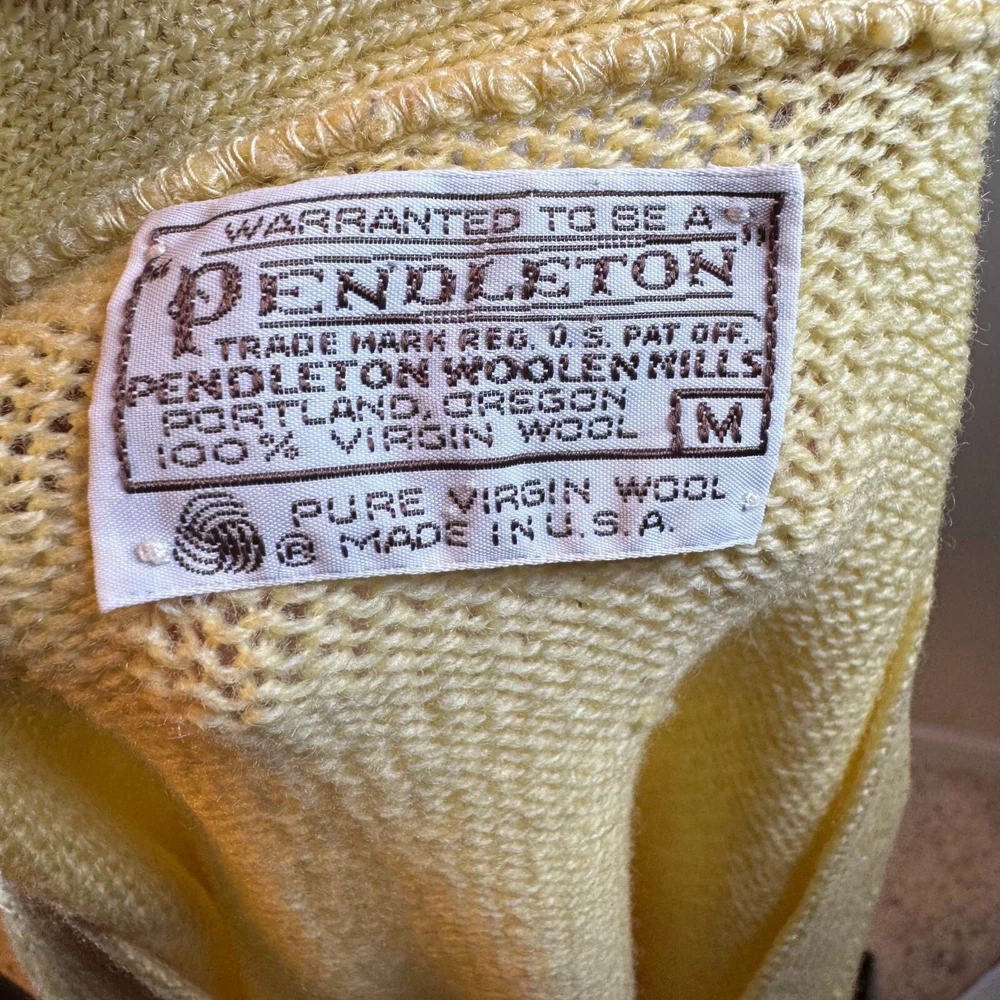 WARRANTED TO BE A
"PENDLETON"
TRADE MARK REG. U.S. PAT OFF.
PENDLETON WOOLEN MILLS
PORTLAND, OREGON
100% VIRGIN WOOL
M
PURE VIRGIN WOOL
® MADE IN U.S.A.